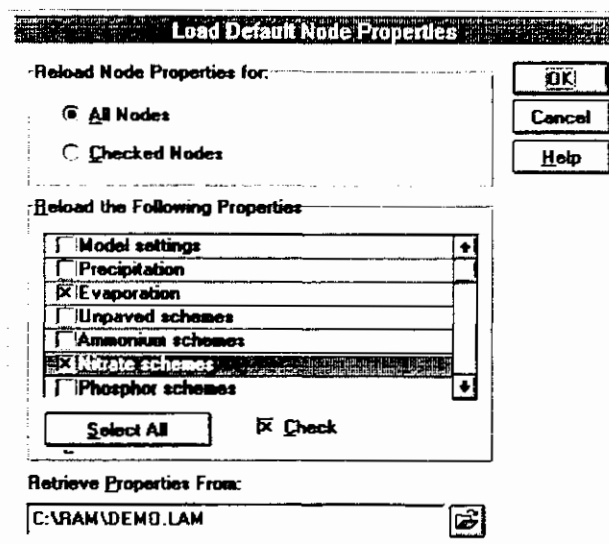 Load Default Node Properties
Reload Node Properties for:
All Nodes
Checked Nodes
OK
Cancel
Help
Reload the Following Properties
Model settings
Precipitation
Evaporation
Unpaved schemes
Ammonium schemes
Nitrate schemes
Phosphor schemes
Select All
Check
Retrieve Properties From:
C:\RAM\DEMO.LAM